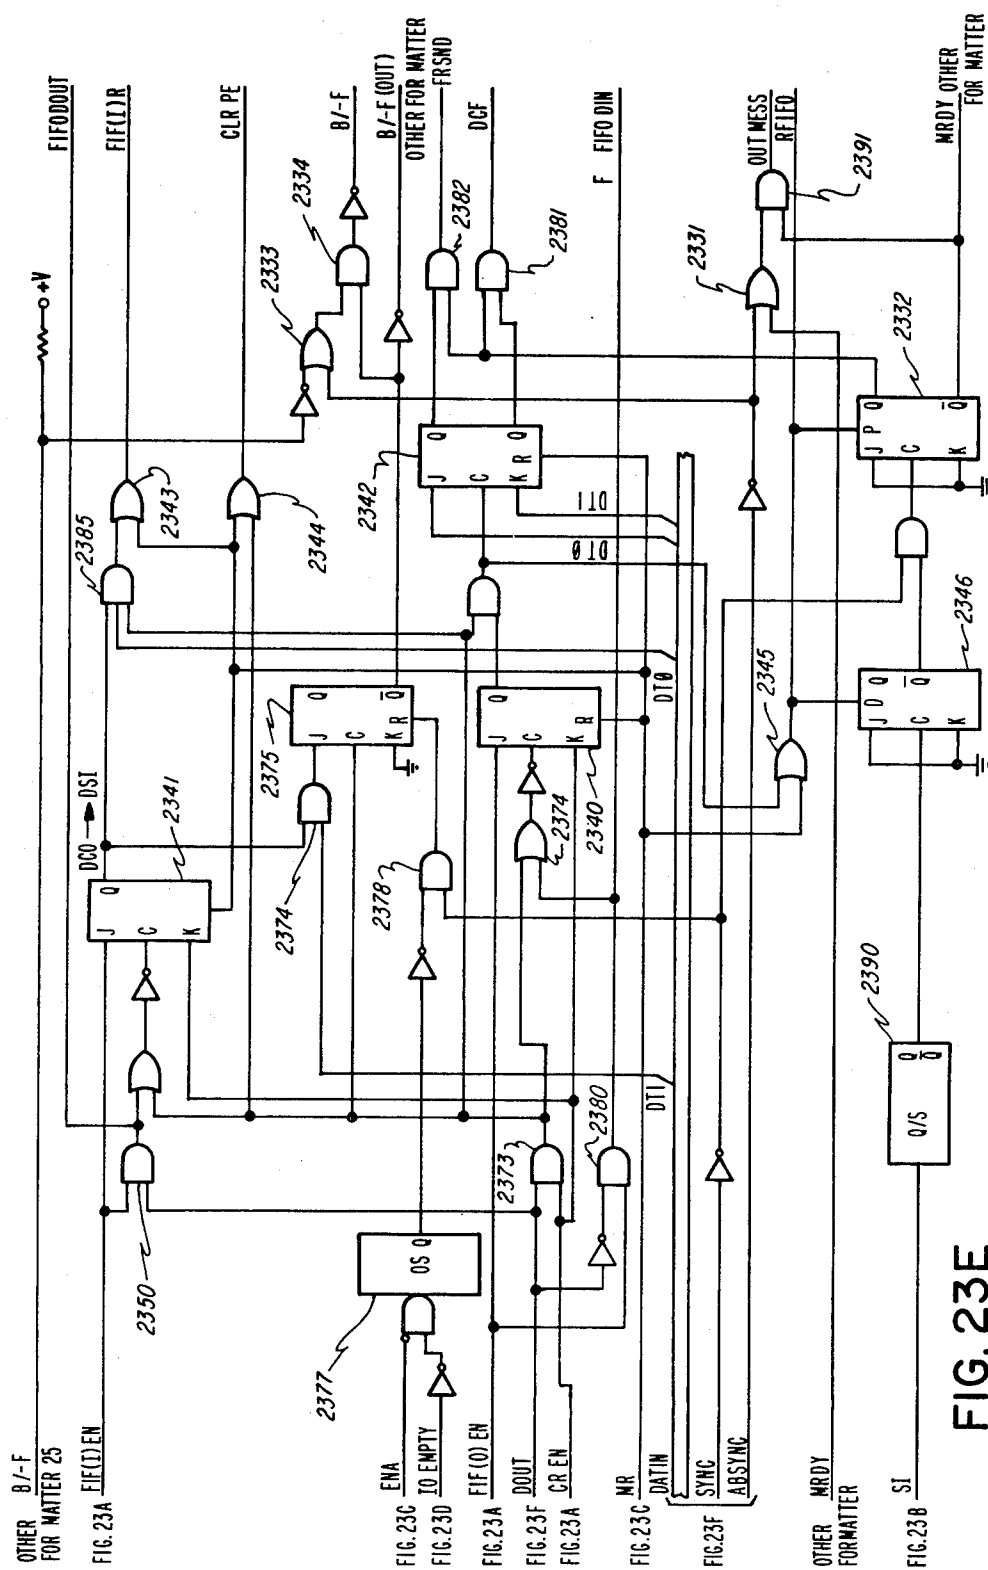 B/-F
OTHER
FOR MATTER 25
FIF(I) EN
FIG. 23A
ENA
FIG. 23C
IO EMPTY
FIG. 23D
FIF (O) EN
FIG. 23A
DOUT
FIG. 23F
CR EN
FIG. 23A
MR
FIG. 23C
DATIN
SYNC
FIG. 23F
ABSYNC
OTHER MRDY
FORMATTER
SI
FIG. 23B
2350
2377
OS Q
2373
2380
DT1
Q/S
Q
Q
2390
J
C
K
Q
2341
DCO → DSI
2374
2378
2375
J
C
K
Q
Q
R
2374
2340
J
C
K
Q
R
DTØ
2345
J
D
Q
C
Q
K
2346
2385
2343
2344
2342
J
C
K
Q
Q
R
DTØ
DT1
J
P
Q
C
K
Q
2332
2333
2334
2382
2381
2331
2391
+V
FIFODOUT
FIF(I)R
CLR PE
B/-F
B/-F (OUT)
OTHER FOR MATTER
FRSND
DCF
F FIFO DIN
OUT MESS
RFIFO
MRDY OTHER
FOR MATTER
FIG. 23E